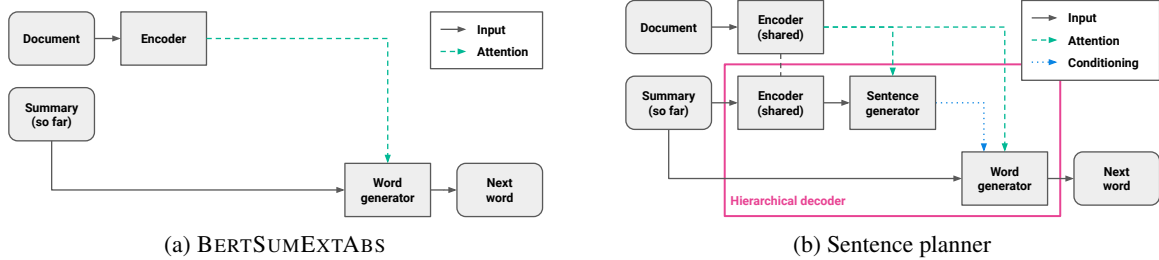 Document
Encoder
Input
Attention
Summary
(so far)
Word
generator
Next
word
(a) BERTSUMEXTABS
Document
Encoder
(shared)
Input
Attention
Conditioning
Summary
(so far)
Encoder
(shared)
Sentence
generator
Word
generator
Next
word
Hierarchical decoder
(b) Sentence planner